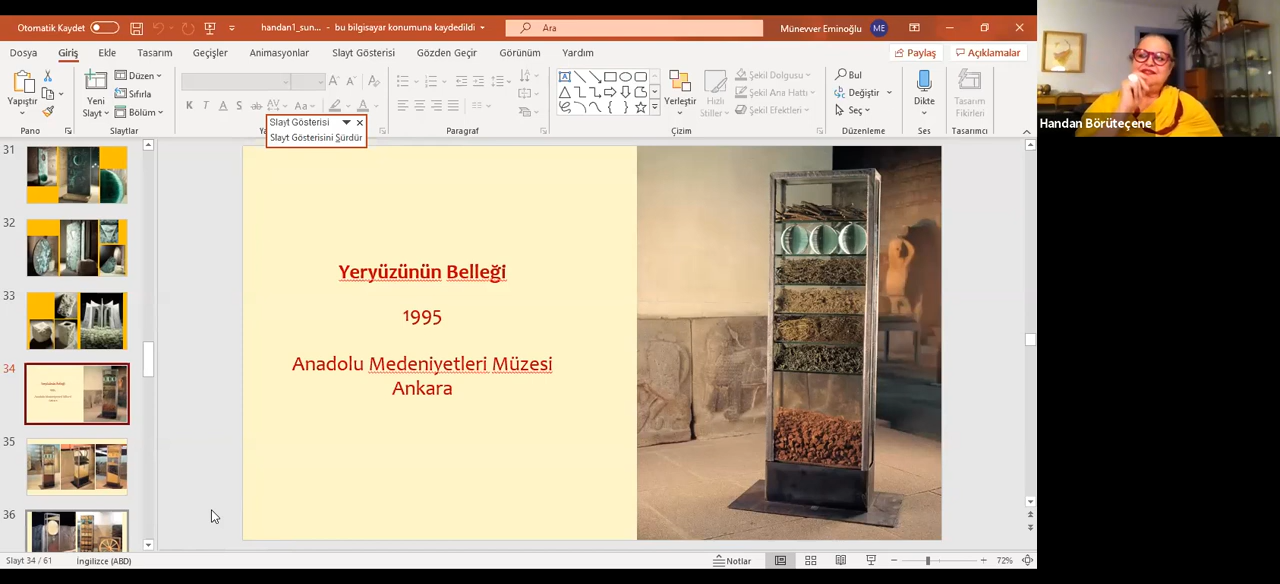 Otomatik Kaydet
handan1_sun... - bu bilgisayar konumuna kaydedildi
Ara
Münevver Eminoğlu
ME
Dosya Giriş Ekle Tasarım Geçişler Animasyonlar Slayt Gösterisi Gözden Geçir Görünüm Yardım
Paylaş
Açıklamalar
Yapıştır
Pano
Yeni
Slayt
Düzen
Sıfırla
Bölüm
Slaytlar
K T A S ab AV Aa A
Paragraf
Yerleştir
Hızlı
Stiller
Şekil Dolgusu
Şekil Ana Hattı
Şekil Efektleri
Çizim
Bul
Değiştir
Seç
Düzenleme
Dikte
Ses
Tasarım
Fikirleri
Tasarımcı
Slayt Gösterisi
Slayt Gösterisini Sürdür
Handan Börüteçene
31
32
33
34
35
36
Yeryüzünün Belleği
1995
Anadolu Medeniyetleri Müzesi
Ankara
Slayt 34 / 61
İngilizce (ABD)
Notlar
72%